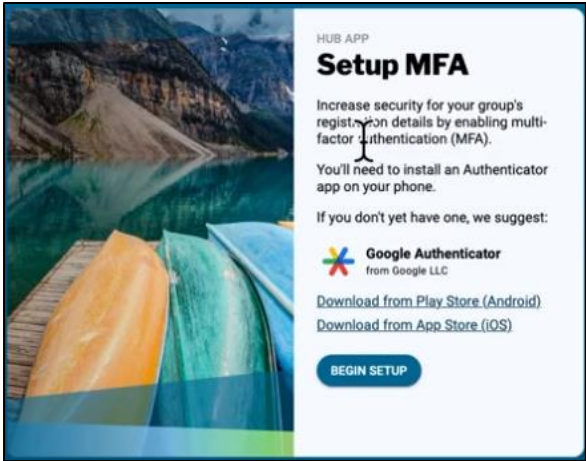 HUB APP
Setup MFA
Increase security for your group's
registration details by enabling multi-
factor authentication (MFA).
You'll need to install an Authenticator
app on your phone.
If you don't yet have one, we suggest:
Google Authenticator
from Google LLC
Download from Play Store (Android)
Download from App Store (iOS)
BEGIN SETUP